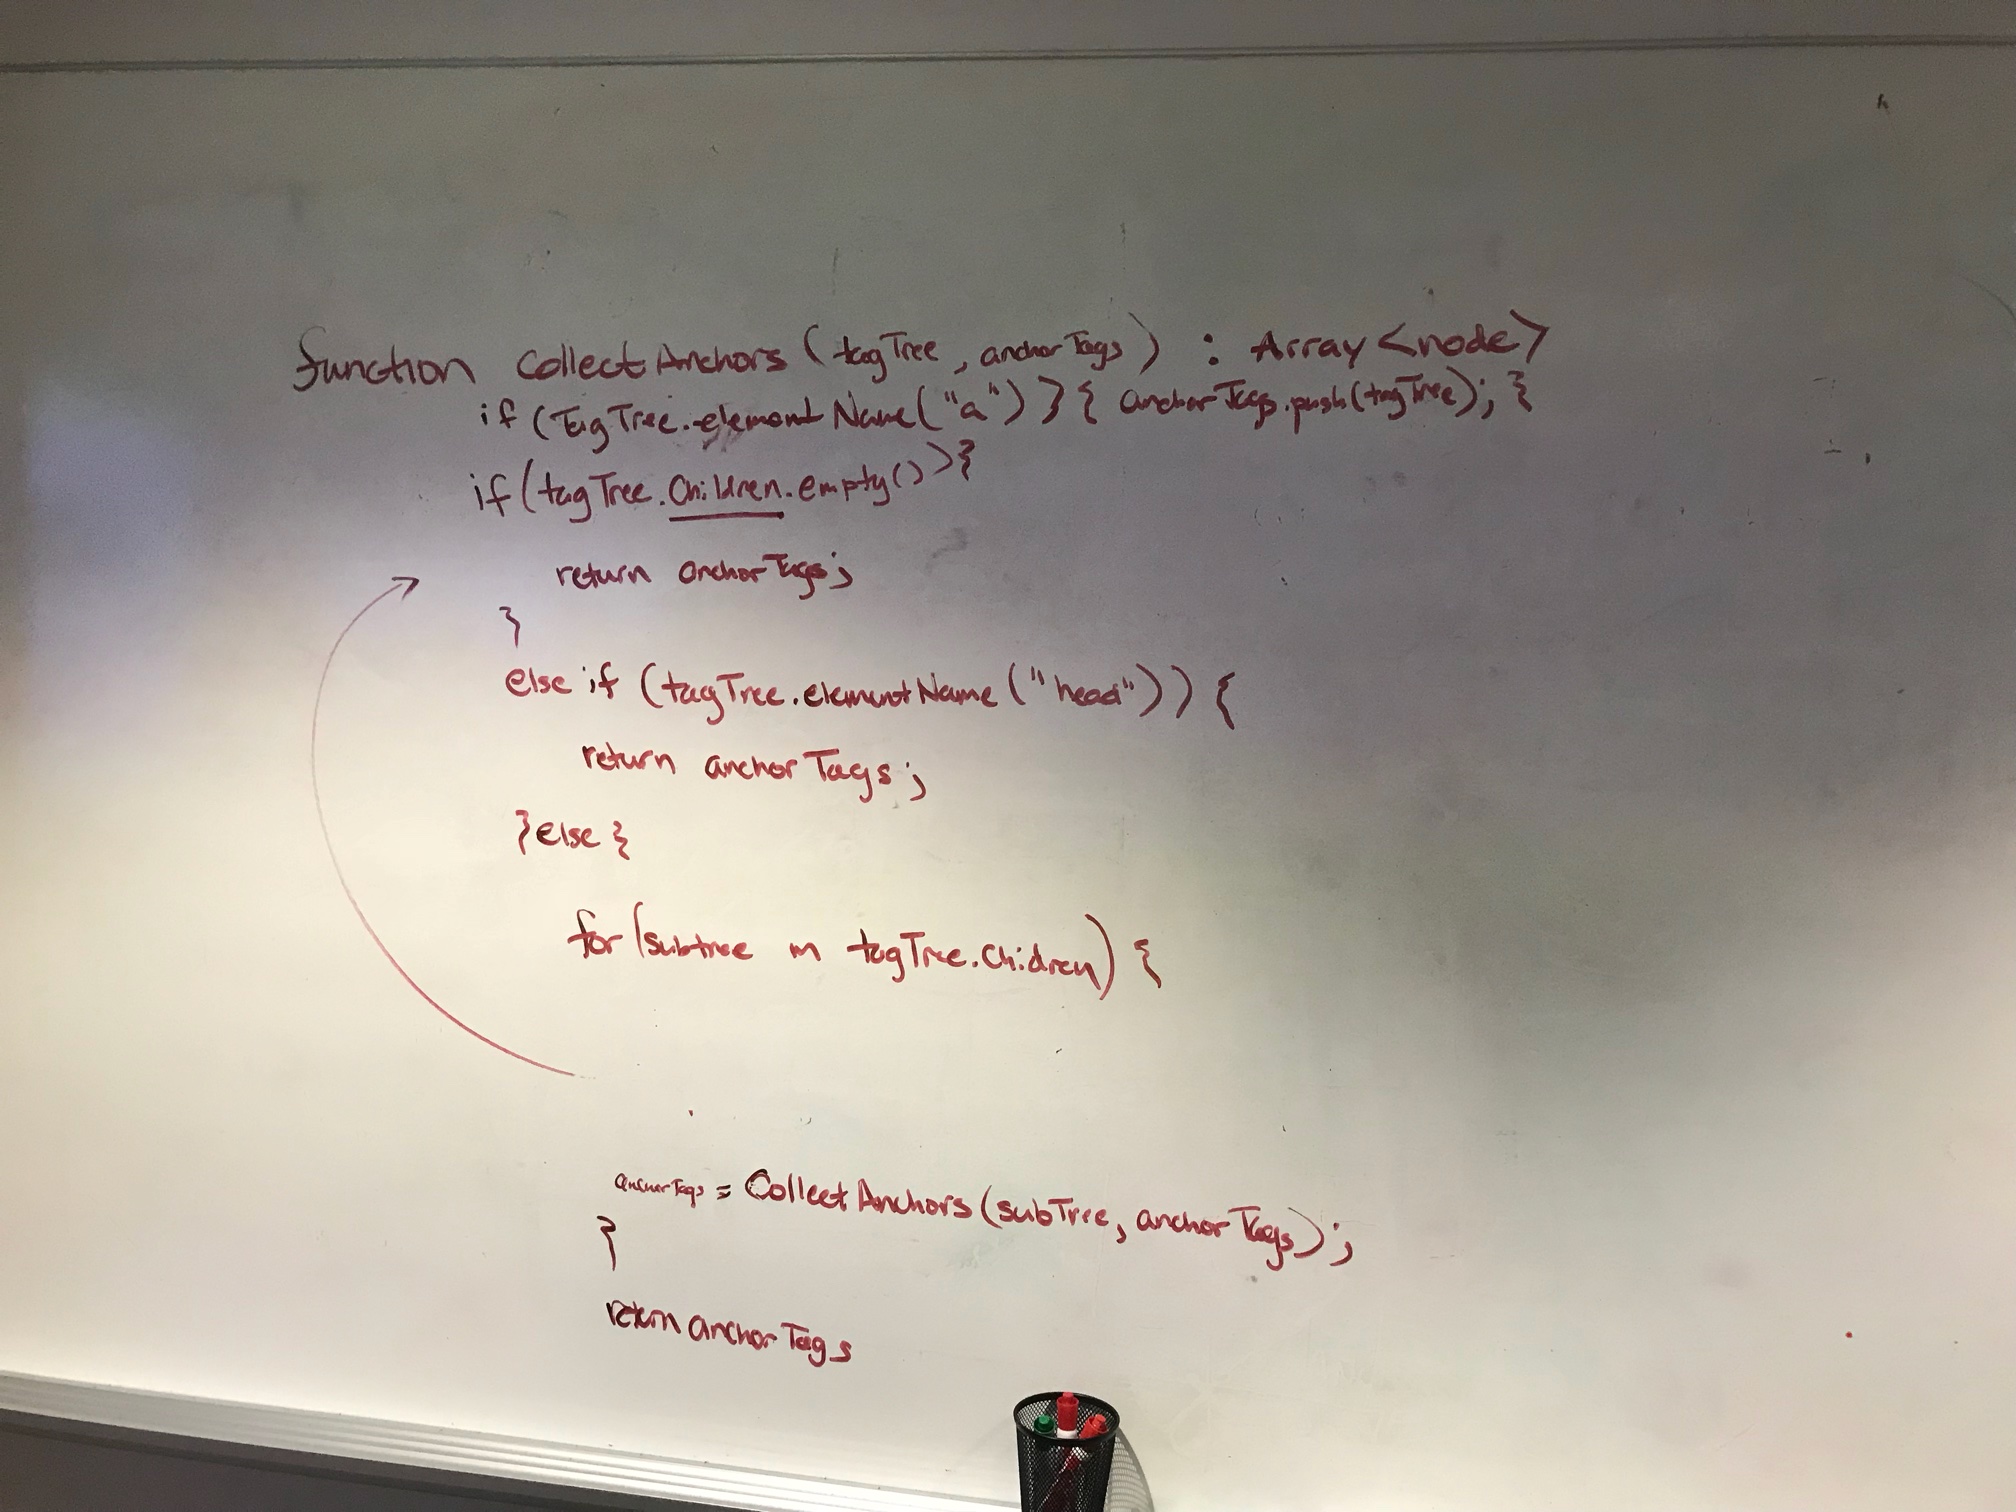 function collectAnchors (tagTree, anchorTags) : Array<node>
if (TagTree.elementName("a") } { anchorTags.push(tagTree); }
if (tagTree.Children.empty() ) {
return anchorTags;
}
else if (tagTree.elementName("head")) {
return anchorTags;
} else {
for (subtree in tagTree.Chidren) {
anchorTags = CollectAnchors (subTree, anchorTags);
}
return anchorTags